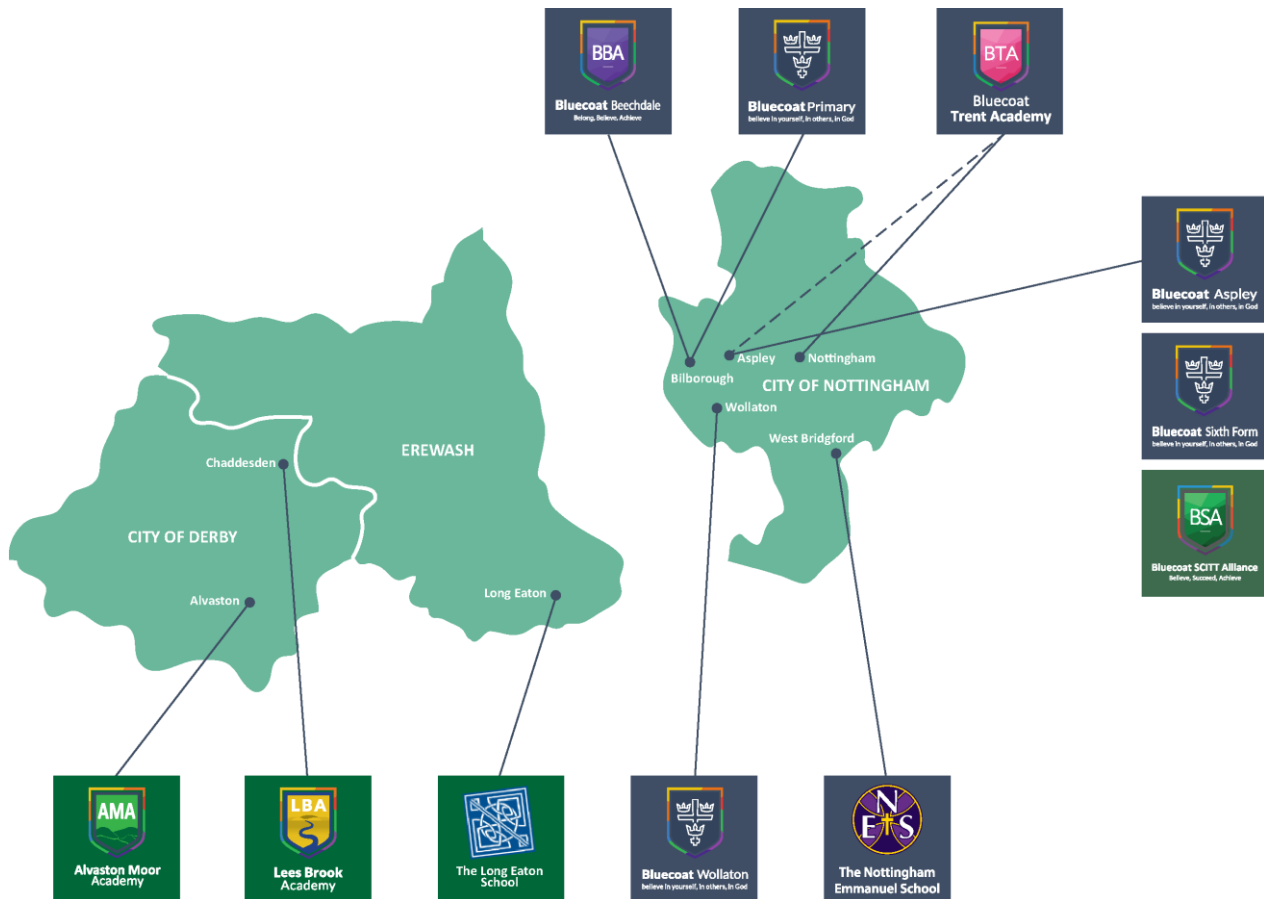 BBA
Bluecoat Beechdale
Belong, Believe, Achieve
Bluecoat Primary
believe in yourself, in others, in God
BTA
Bluecoat
Trent Academy
Bluecoat Aspley
believe in yourself, in others, in God
Aspley
Nottingham
Bilborough
CITY OF NOTTINGHAM
Wollaton
Bluecoat Sixth Form
believe in yourself, in others, in God
West Bridgford
EREWASH
Chaddesden
BSA
Bluecoat SCITT Alliance
Believe, Succeed, Achieve
CITY OF DERBY
Alvaston
Long Eaton
AMA
Alvaston Moor
Academy
LBA
Lees Brook
Academy
The Long Eaton
School
Bluecoat Wollaton
believe in yourself, in others, in God
N
E S
The Nottingham
Emmanuel School